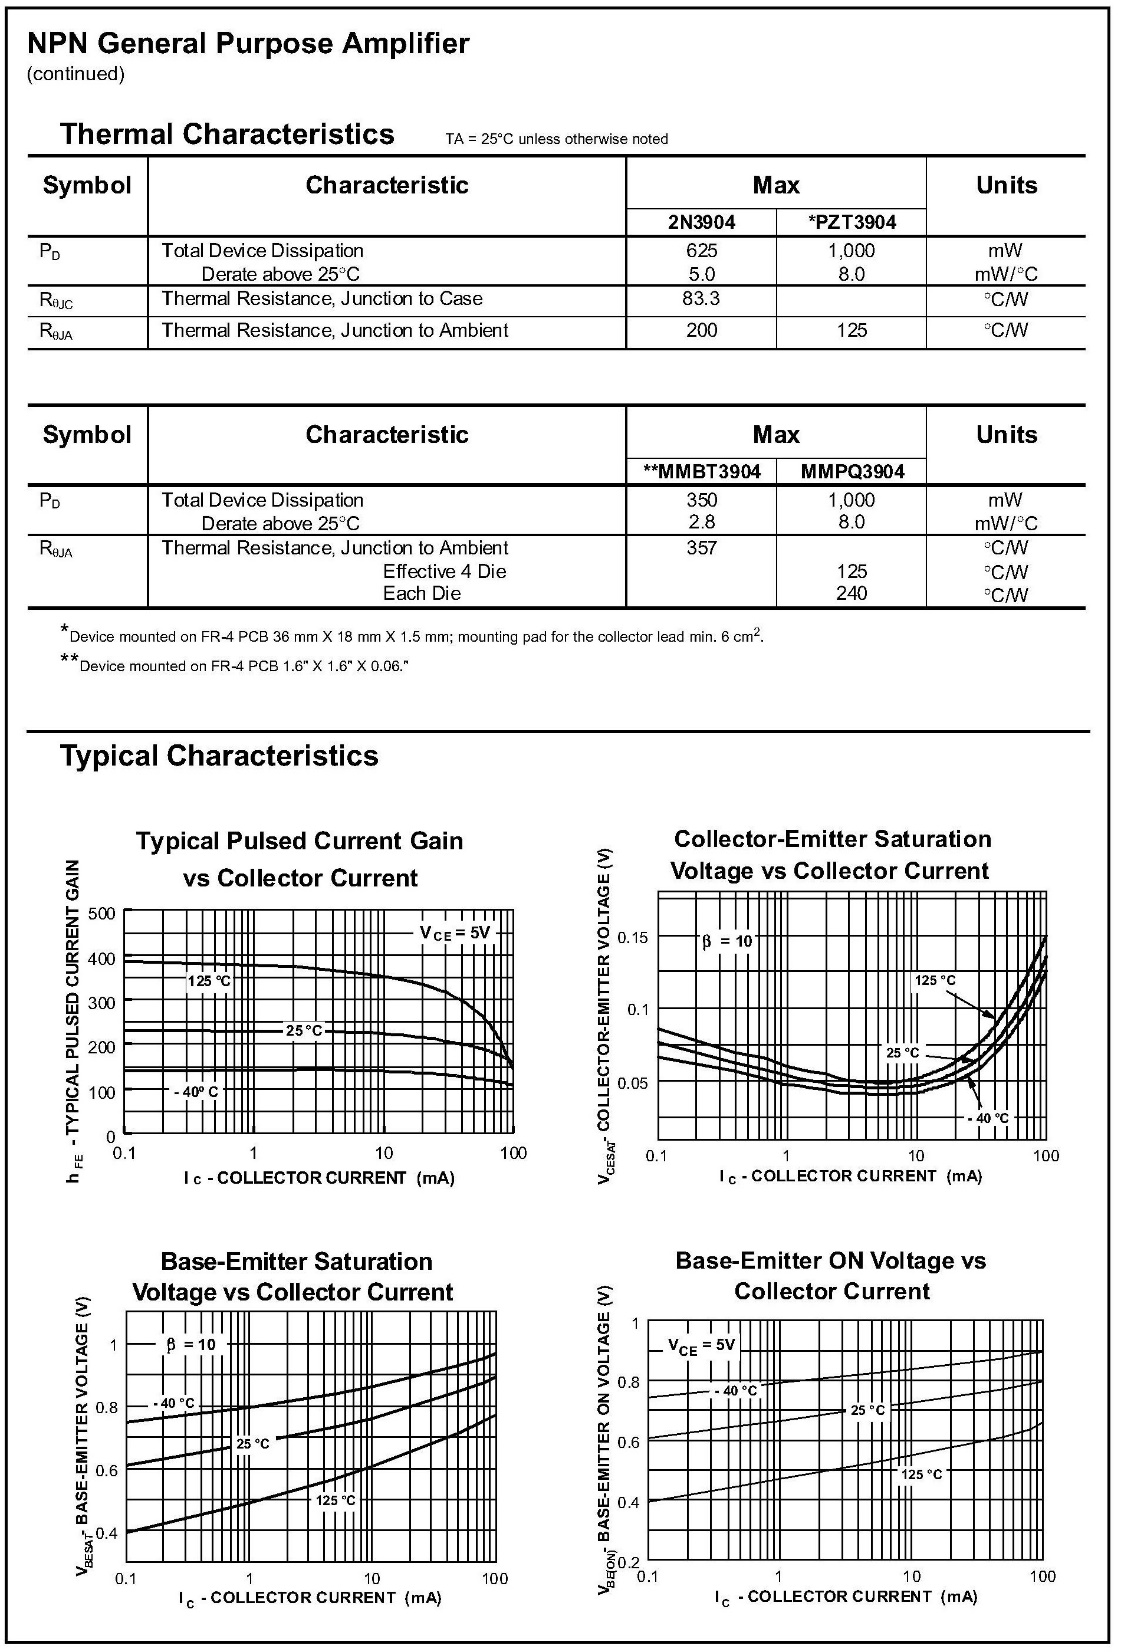 NPN General Purpose Amplifier
(continued)
Thermal Characteristics TA = 25°C unless otherwise noted
Symbol Characteristic Max Units
2N3904 *PZT3904
PD Total Device Dissipation 625 1,000 mW
Derate above 25°C 5.0 8.0 mW/°C
RθJC Thermal Resistance, Junction to Case 83.3 °C/W
RθJA Thermal Resistance, Junction to Ambient 200 125 °C/W
Symbol Characteristic Max Units
**MMBT3904 MMPQ3904
PD Total Device Dissipation 350 1,000 mW
Derate above 25°C 2.8 8.0 mW/°C
RθJA Thermal Resistance, Junction to Ambient 357 °C/W
Effective 4 Die 125 °C/W
Each Die 240 °C/W
*Device mounted on FR-4 PCB 36 mm X 18 mm X 1.5 mm; mounting pad for the collector lead min. 6 cm².
**Device mounted on FR-4 PCB 1.6" X 1.6" X 0.06."
Typical Characteristics
Typical Pulsed Current Gain
vs Collector Current
hFE - TYPICAL PULSED CURRENT GAIN
500
400
300
200
100
0
VCE = 5V
125 °C
25 °C
- 40º C
0.1 1 10 100
IC - COLLECTOR CURRENT (mA)
Collector-Emitter Saturation
Voltage vs Collector Current
VCESAT- COLLECTOR-EMITTER VOLTAGE (V)
0.15
0.1
0.05
β = 10
125 °C
25 °C
- 40 °C
0.1 1 10 100
IC - COLLECTOR CURRENT (mA)
Base-Emitter Saturation
Voltage vs Collector Current
VBESAT- BASE-EMITTER VOLTAGE (V)
1
0.8
0.6
0.4
β = 10
- 40 °C
25 °C
125 °C
0.1 1 10 100
IC - COLLECTOR CURRENT (mA)
Base-Emitter ON Voltage vs
Collector Current
VBE(ON)- BASE-EMITTER ON VOLTAGE (V)
1
0.8
0.6
0.4
0.2
VCE = 5V
- 40 °C
25 °C
125 °C
0.1 1 10 100
IC - COLLECTOR CURRENT (mA)